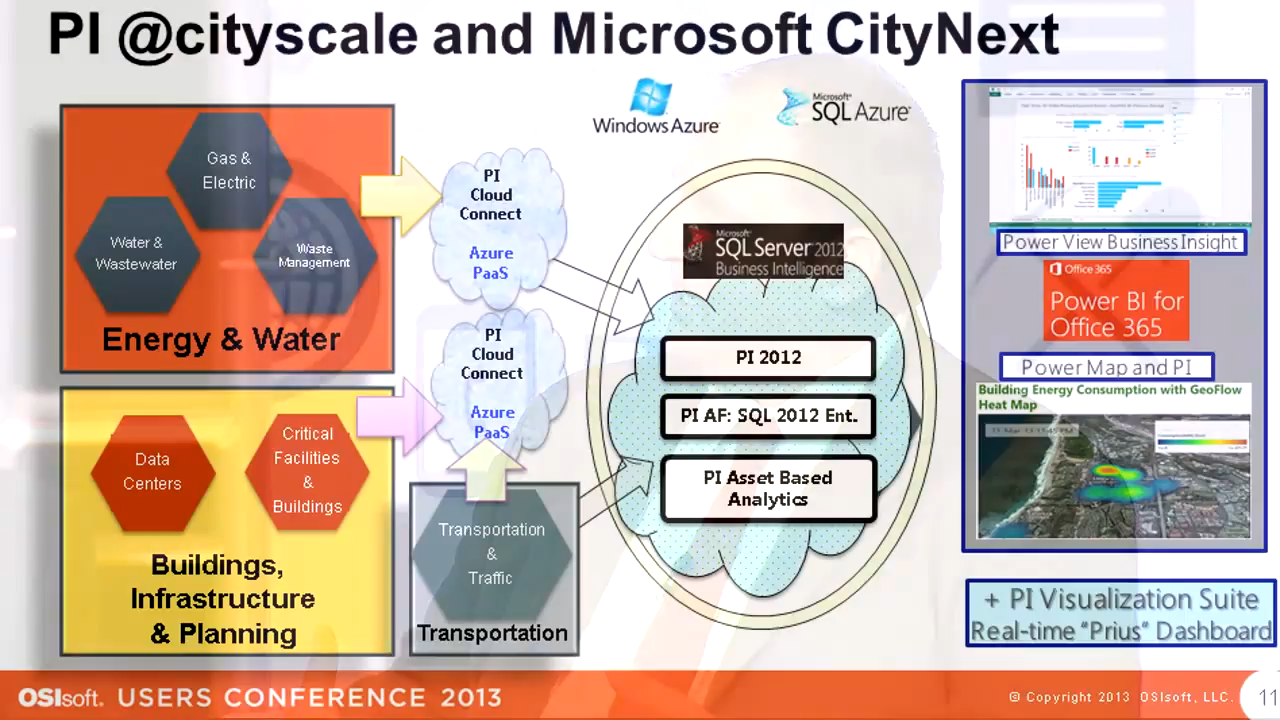 PI @cityscale and Microsoft CityNext
Windows Azure™
Microsoft®
SQL Azure™
Gas &
Electric
Water &
Wastewater
Waste
Management
Energy & Water
PI
Cloud
Connect
Azure
PaaS
PI
Cloud
Connect
Azure
PaaS
Data
Centers
Critical
Facilities
&
Buildings
Buildings,
Infrastructure
& Planning
Transportation
&
Traffic
Transportation
Microsoft®
SQL Server 2012
Business Intelligence
PI 2012
PI AF: SQL 2012 Ent.
PI Asset Based
Analytics
Power View Business Insight
Office 365
Power BI for
Office 365
Power Map and PI
Building Energy Consumption with GeoFlow
Heat Map
+ PI Visualization Suite
Real-time “Prius” Dashboard
OSIsoft. USERS CONFERENCE 2013
© Copyright 2013 OSIsoft, LLC.
11